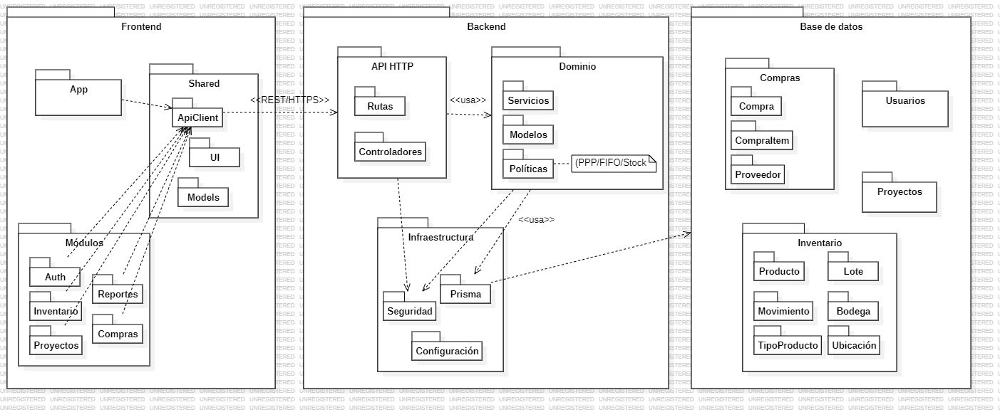 Frontend
App
Shared
ApiClient
UI
Models
Módulos
Auth
Inventario
Proyectos
Reportes
Compras
<<REST/HTTPS>>
Backend
API HTTP
Rutas
Controladores
<<usa>>
Dominio
Servicios
Modelos
Políticas
(PPP/FIFO/Stock
<<usa>>
Infraestructura
Prisma
Seguridad
Configuración
Base de datos
Compras
Compra
CompraItem
Proveedor
Usuarios
Proyectos
Inventario
Producto
Lote
Movimiento
Bodega
TipoProducto
Ubicación
UNREGISTERED